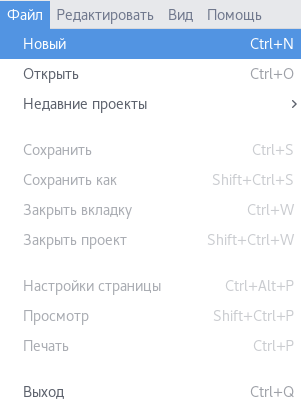 Файл Редактировать Вид Помощь
Новый Ctrl+N
Открыть Ctrl+O
Недавние проекты
Сохранить Ctrl+S
Сохранить как Shift+Ctrl+S
Закрыть вкладку Ctrl+W
Закрыть проект Shift+Ctrl+W
Настройки страницы Ctrl+Alt+P
Просмотр Shift+Ctrl+P
Печать Ctrl+P
Выход Ctrl+Q